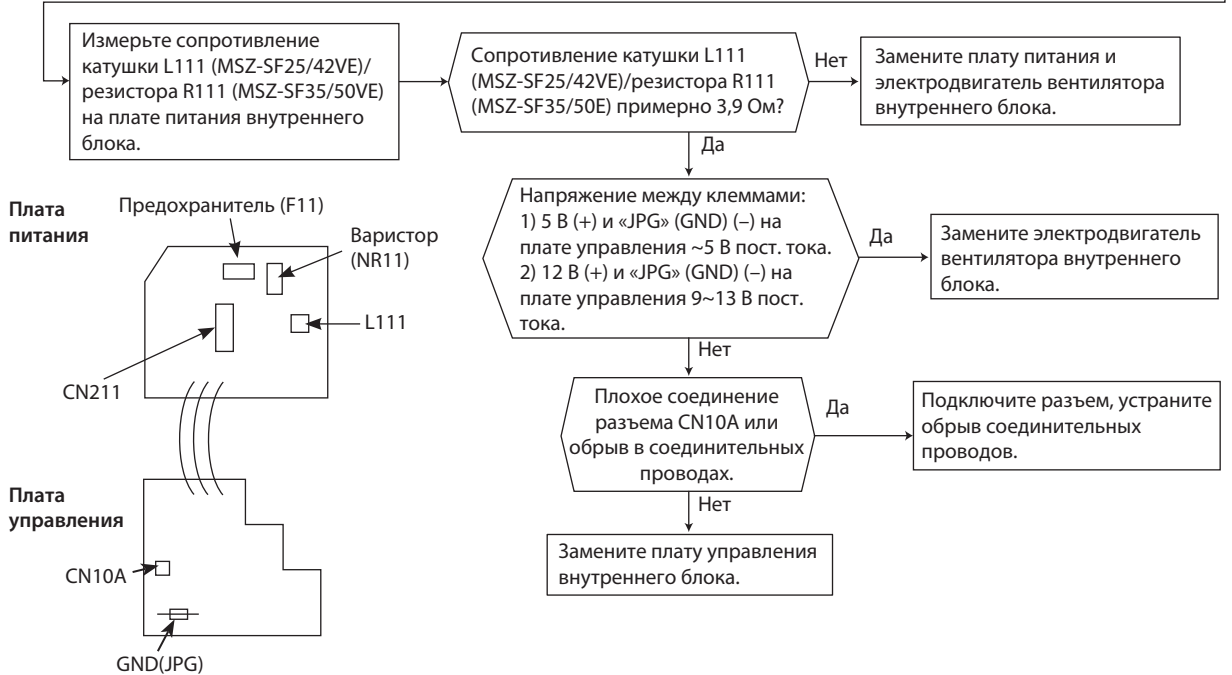 Измерьте сопротивление
катушки L111 (MSZ-SF25/42VE)/
резистора R111 (MSZ-SF35/50VE)
на плате питания внутреннего
блока.
Сопротивление катушки L111
(MSZ-SF25/42VE)/резистора R111
(MSZ-SF35/50E) примерно 3,9 Ом?
Нет
Замените плату питания и
электродвигатель вентилятора
внутреннего блока.
Да
Напряжение между клеммами:
1) 5 В (+) и «JPG» (GND) (–) на
плате управления ~5 В пост. тока.
2) 12 В (+) и «JPG» (GND) (–) на
плате управления 9~13 В пост.
тока.
Да
Замените электродвигатель
вентилятора внутреннего
блока.
Нет
Плохое соединение
разъема CN10A или
обрыв в соединительных
проводах.
Да
Подключите разъем, устраните
обрыв соединительных
проводов.
Нет
Замените плату управления
внутреннего блока.
Плата
питания
Предохранитель (F11)
Варистор
(NR11)
L111
CN211
Плата
управления
CN10A
GND(JPG)